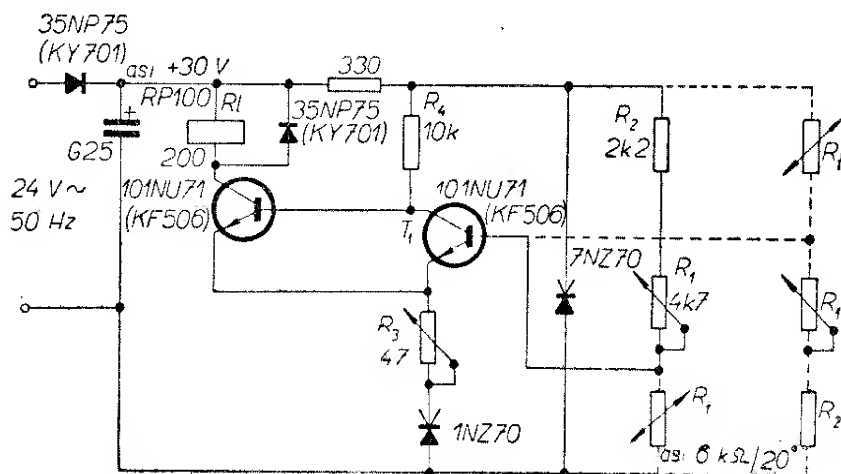 35NP75
(KY701)
asi +30 V
RP100
Rl
200
G25
24 V~
50 Hz
35NP75
(KY701)
330
R4
10k
101NU71
(KF506)
101NU71
(KF506)
T1
R3
47
1NZ70
7NZ70
R2
2k2
R1
4k7
R1
asi 6 kΩ/20°
R1
R2